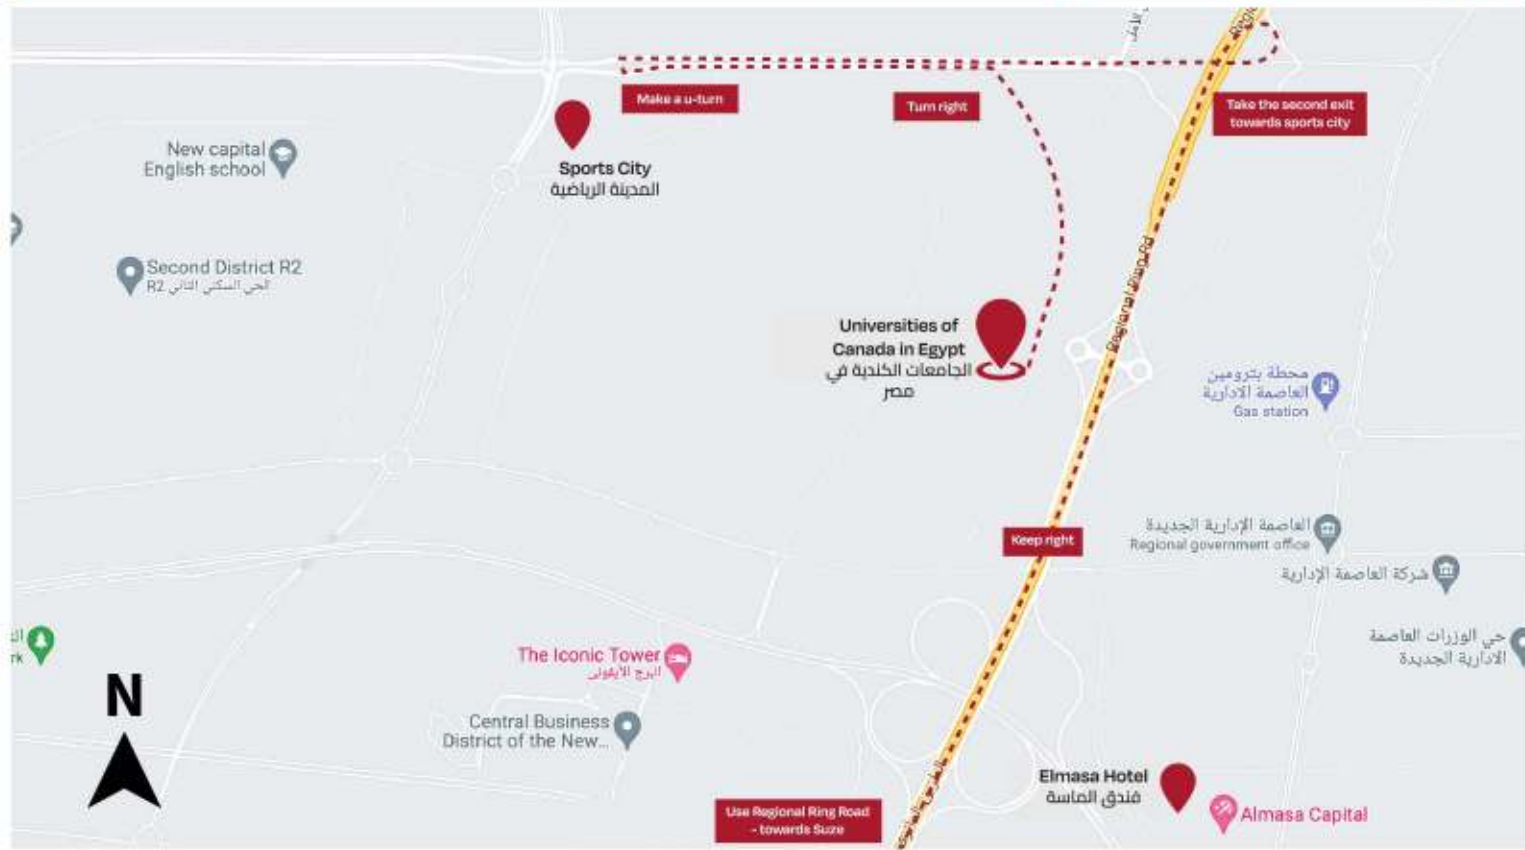 Make a u-turn
Turn right
Take the second exit
towards sports city
New capital
English school
Sports City
المدينة الرياضية
Second District R2
الحي السكني الثاني R2
Regional Ring Rd
Universities of
Canada in Egypt
الجامعات الكندية في
مصر
محطة بترومين
العاصمة الادارية
Gas station
Keep right
العاصمة الإدارية الجديدة
Regional government office
شركة العاصمة الإدارية
حي الوزرات العاصمة
الادارية الجديدة
The Iconic Tower
البرج الأيقوني
N
Central Business
District of the New...
Elmasa Hotel
فندق الماسة
Almasa Capital
Use Regional Ring Road
- towards Suze